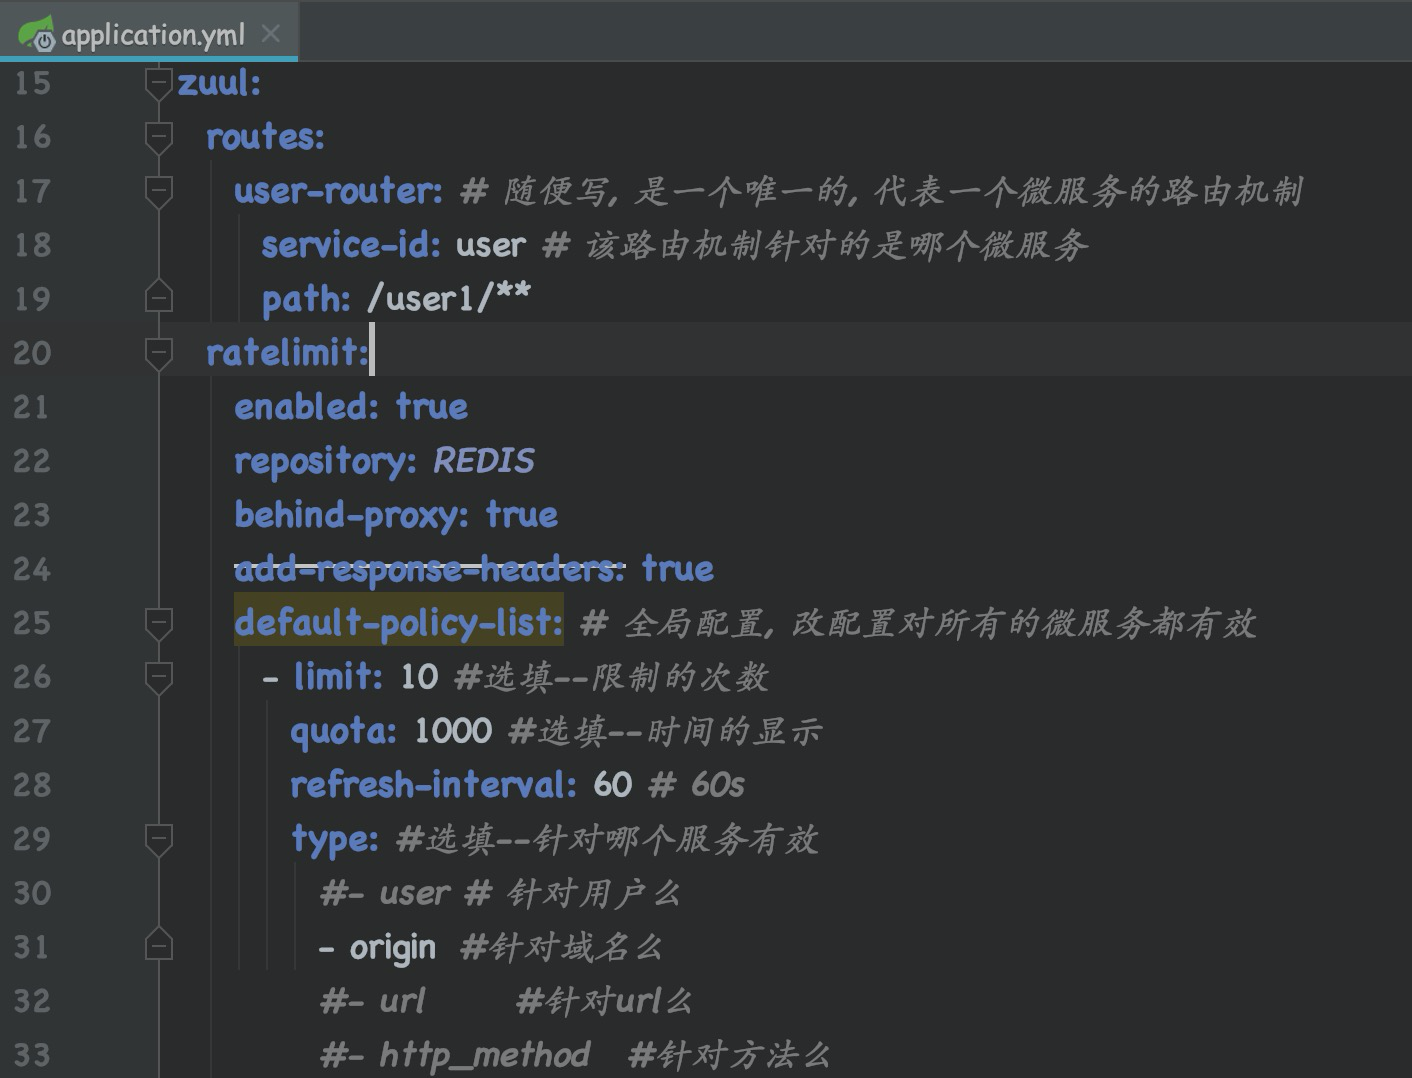 application.yml
15 zuul:
16 routes:
17 user-router: # 随便写, 是一个唯一的, 代表一个微服务的路由机制
18 service-id: user # 该路由机制针对的是哪个微服务
19 path: /user1/**
20 ratelimit:
21 enabled: true
22 repository: REDIS
23 behind-proxy: true
24 add-response-headers: true
25 default-policy-list: # 全局配置, 改配置对所有的微服务都有效
26 - limit: 10 #选填--限制的次数
27 quota: 1000 #选填--时间的显示
28 refresh-interval: 60 # 60s
29 type: #选填--针对哪个服务有效
30 #- user # 针对用户么
31 - origin #针对域名么
32 #- url #针对url么
33 #- http_method #针对方法么